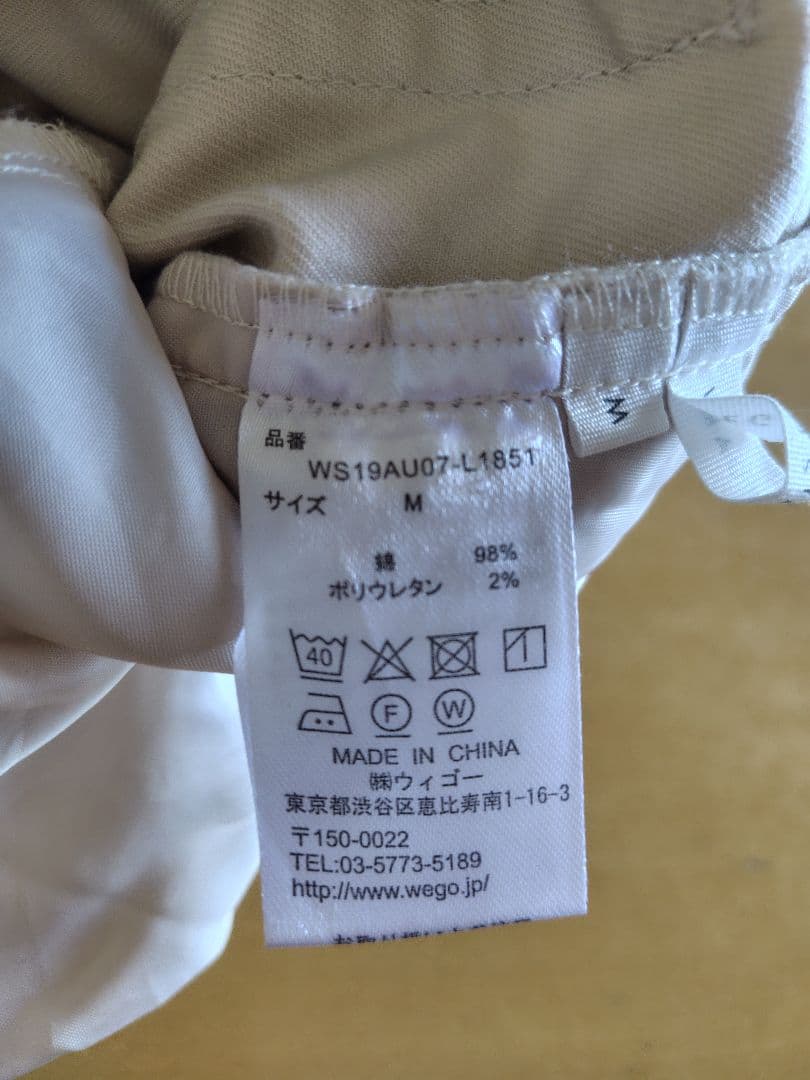 品番
WS19AU07-L1851
サイズ M
綿 98%
ポリウレタン 2%
40
F W
MADE IN CHINA
㈱ウィゴー
東京都渋谷区恵比寿南1-16-3
〒150-0022
TEL:03-5773-5189
http://www.wego.jp/
M